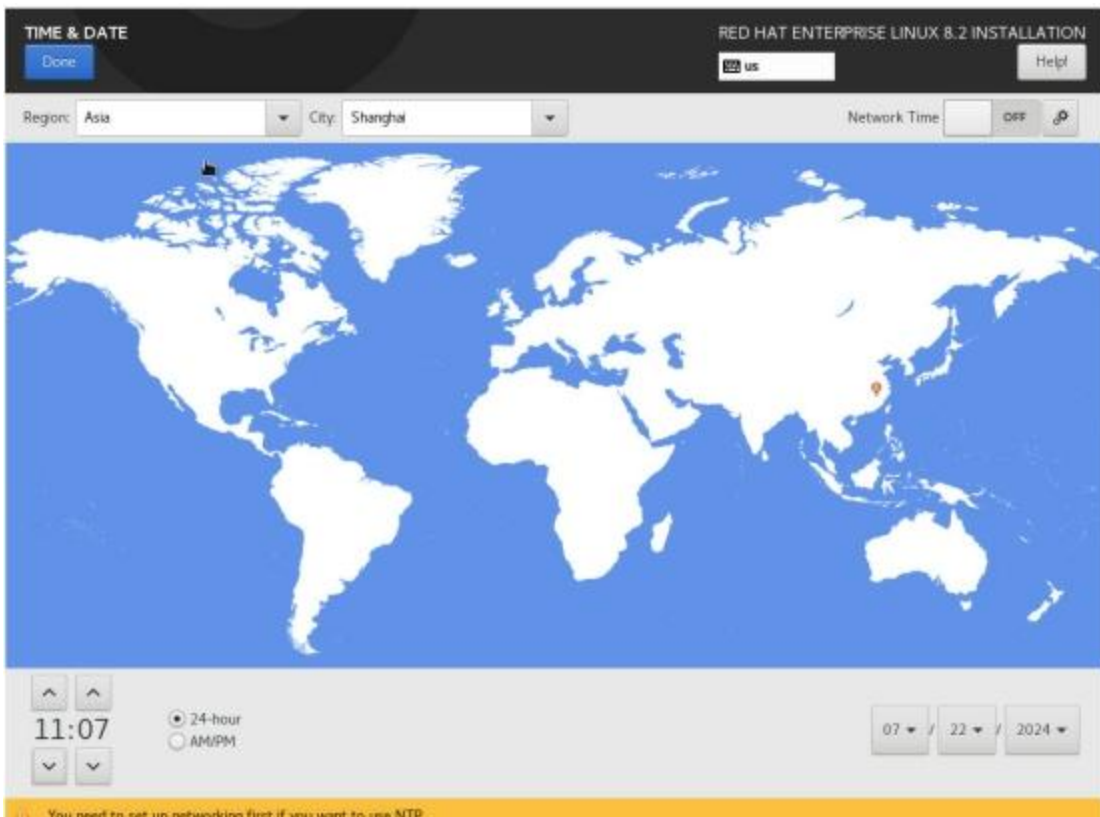 TIME & DATE
RED HAT ENTERPRISE LINUX 8.2 INSTALLATION
Done
us
Help!
Region: Asia City: Shanghai Network Time OFF
11:07
24-hour
AM/PM
07 / 22 / 2024
You need to set up networking first if you want to use NTP